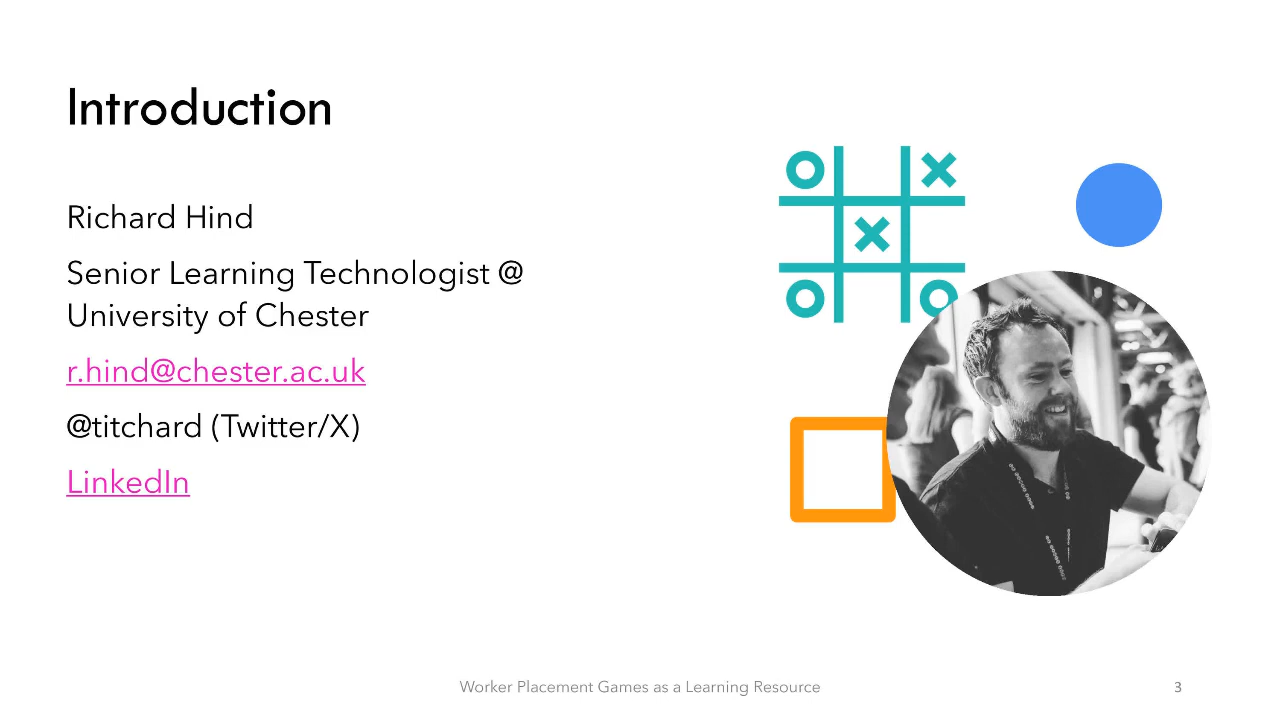 Introduction
Richard Hind
Senior Learning Technologist @
University of Chester
r.hind@chester.ac.uk
@titchard (Twitter/X)
LinkedIn
Worker Placement Games as a Learning Resource
3